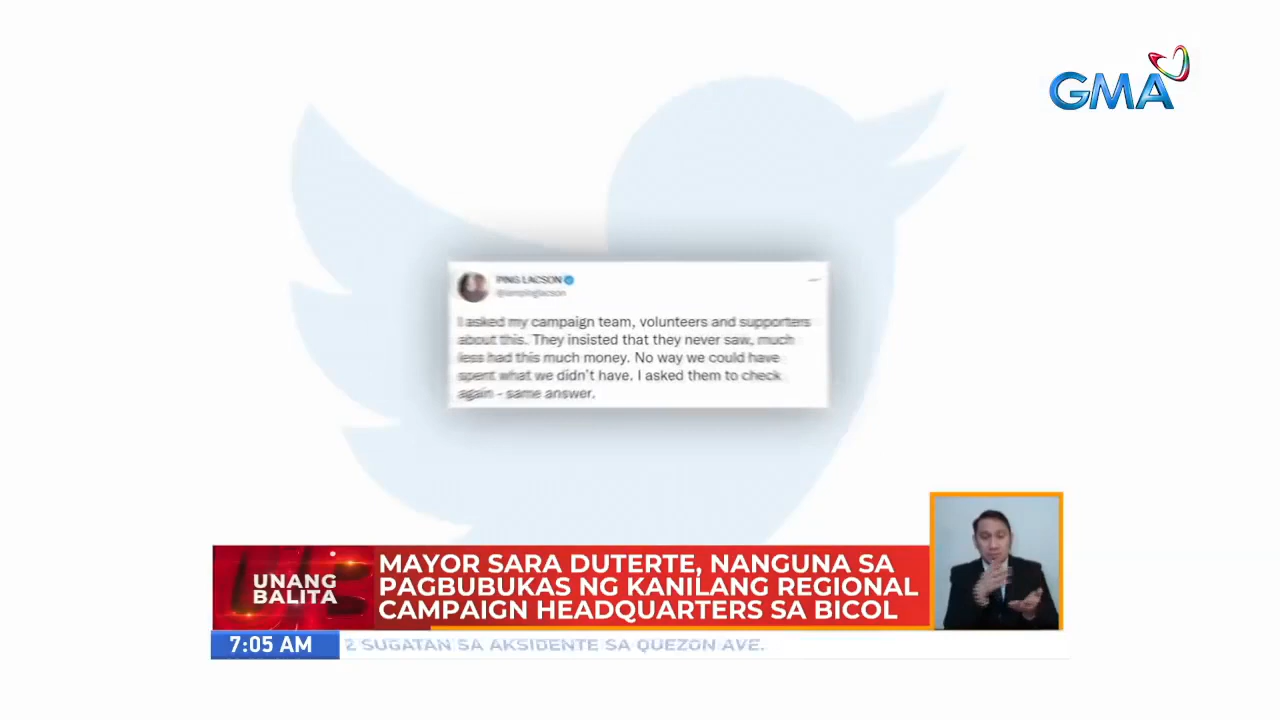 GMA
PING LACSON
@iampinglacson
I asked my campaign team, volunteers and supporters
about this. They insisted that they never saw, much
less had this much money. No way we could have
spent what we didn't have. I asked them to check
again - same answer.
UNANG
BALITA
MAYOR SARA DUTERTE, NANGUNA SA
PAGBUBUKAS NG KANILANG REGIONAL
CAMPAIGN HEADQUARTERS SA BICOL
7:05 AM
2 SUGATAN SA AKSIDENTE SA QUEZON AVE.